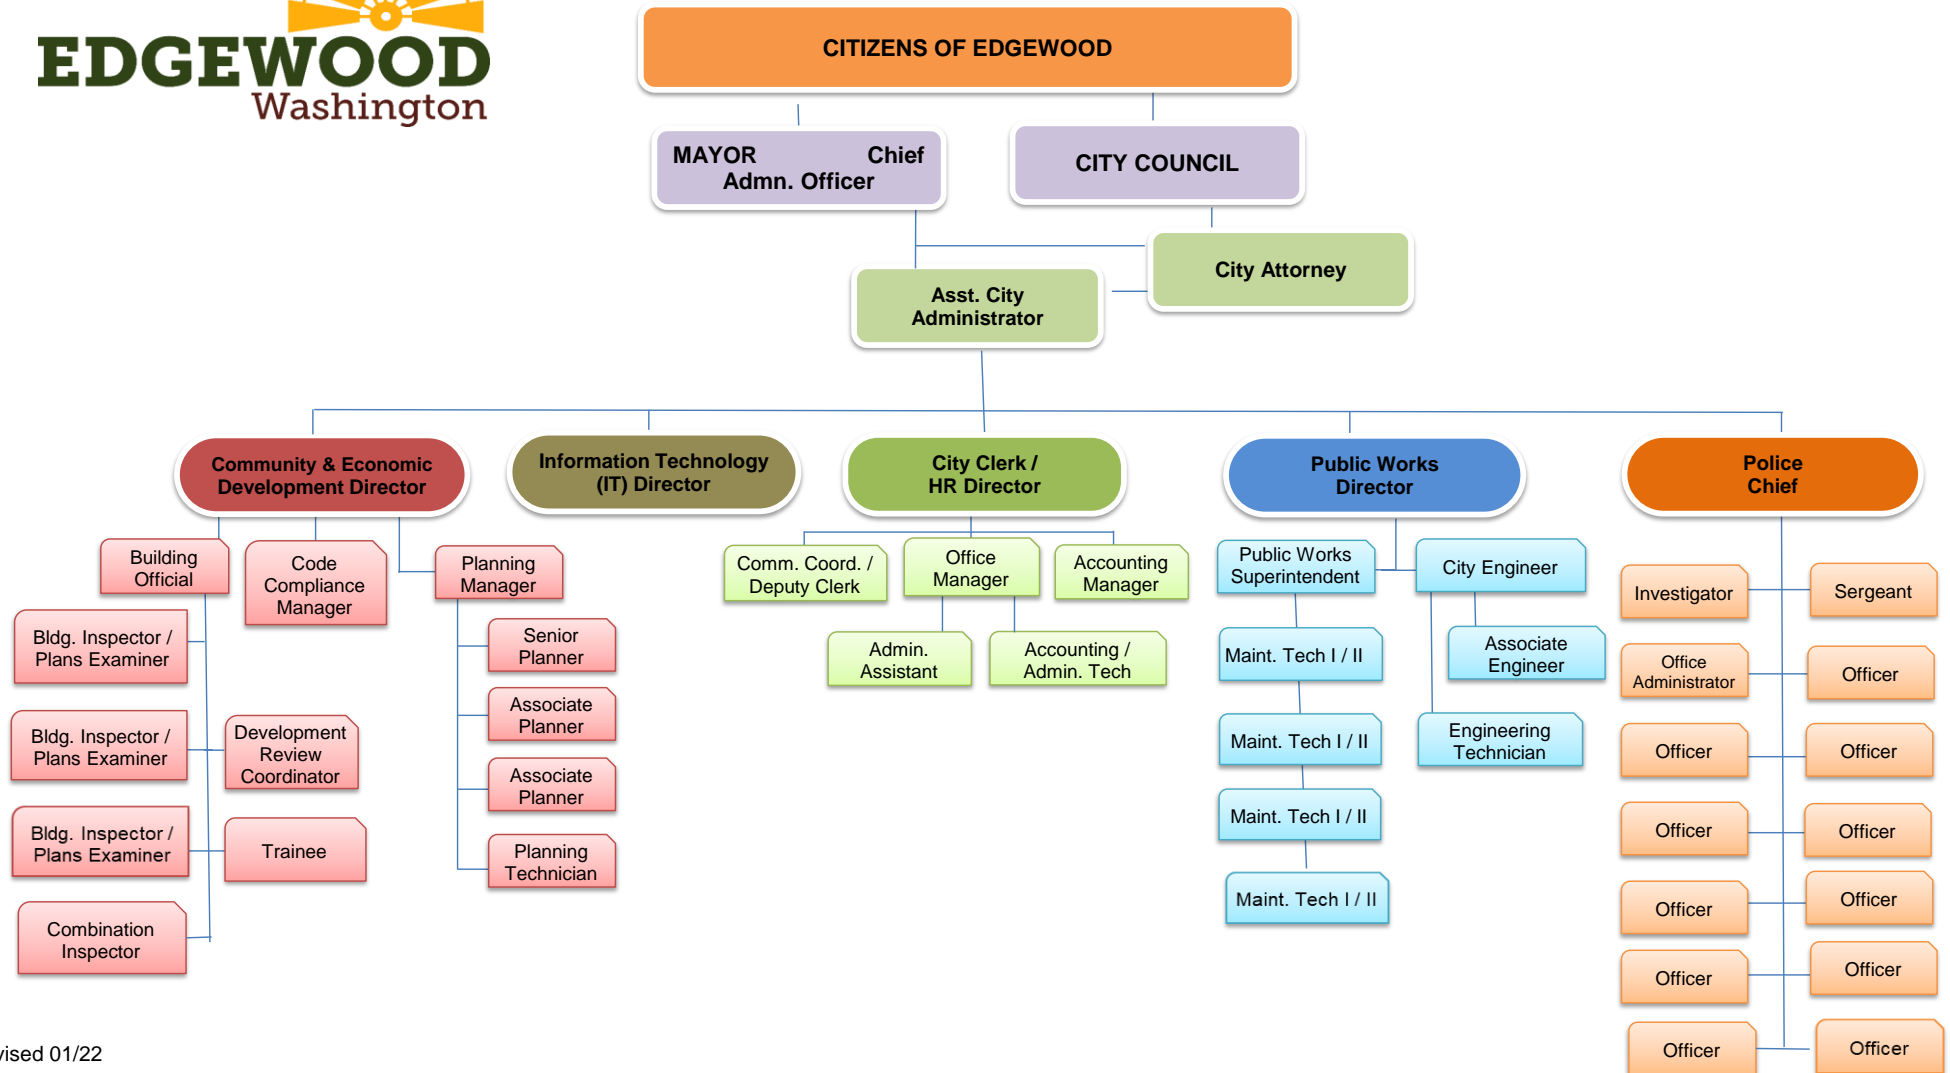 EDGEWOOD
Washington
CITIZENS OF EDGEWOOD
MAYOR Chief
Admn. Officer
CITY COUNCIL
City Attorney
Asst. City
Administrator
Community & Economic
Development Director
Information Technology
(IT) Director
City Clerk /
HR Director
Public Works
Director
Police
Chief
Building
Official
Code
Compliance
Manager
Planning
Manager
Bldg. Inspector /
Plans Examiner
Bldg. Inspector /
Plans Examiner
Development
Review
Coordinator
Bldg. Inspector /
Plans Examiner
Trainee
Combination
Inspector
Senior
Planner
Associate
Planner
Associate
Planner
Planning
Technician
Comm. Coord. /
Deputy Clerk
Office
Manager
Accounting
Manager
Admin.
Assistant
Accounting /
Admin. Tech
Public Works
Superintendent
City Engineer
Maint. Tech I / II
Associate
Engineer
Maint. Tech I / II
Engineering
Technician
Maint. Tech I / II
Maint. Tech I / II
Investigator
Sergeant
Office
Administrator
Officer
Officer
Officer
Officer
Officer
Officer
Officer
Officer
Officer
Officer
Officer
vised 01/22